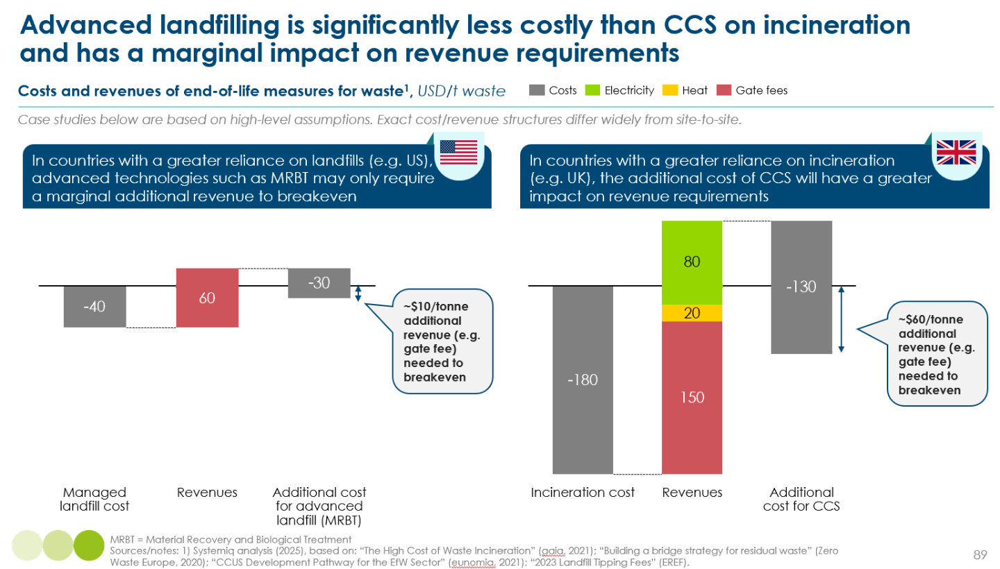 Advanced landfilling is significantly less costly than CCS on incineration
and has a marginal impact on revenue requirements
Costs and revenues of end-of-life measures for waste¹, USD/t waste
Costs
Electricity
Heat
Gate fees
Case studies below are based on high-level assumptions. Exact cost/revenue structures differ widely from site-to-site.
In countries with a greater reliance on landfills (e.g. US),
advanced technologies such as MRBT may only require
a marginal additional revenue to breakeven
-40
60
-30
~$10/tonne
additional
revenue (e.g.
gate fee)
needed to
breakeven
Managed
landfill cost
Revenues
Additional cost
for advanced
landfill (MRBT)
In countries with a greater reliance on incineration
(e.g. UK), the additional cost of CCS will have a greater
impact on revenue requirements
-180
80
20
150
-130
~$60/tonne
additional
revenue (e.g.
gate fee)
needed to
breakeven
Incineration cost
Revenues
Additional
cost for CCS
MRBT = Material Recovery and Biological Treatment
Sources/notes: 1) Systemiq analysis (2025), based on: “The High Cost of Waste Incineration” (gaia, 2021); “Building a bridge strategy for residual waste” (Zero
Waste Europe, 2020); “CCUS Development Pathway for the EfW Sector” (eunomia, 2021); “2023 Landfill Tipping Fees” (EREF).
89